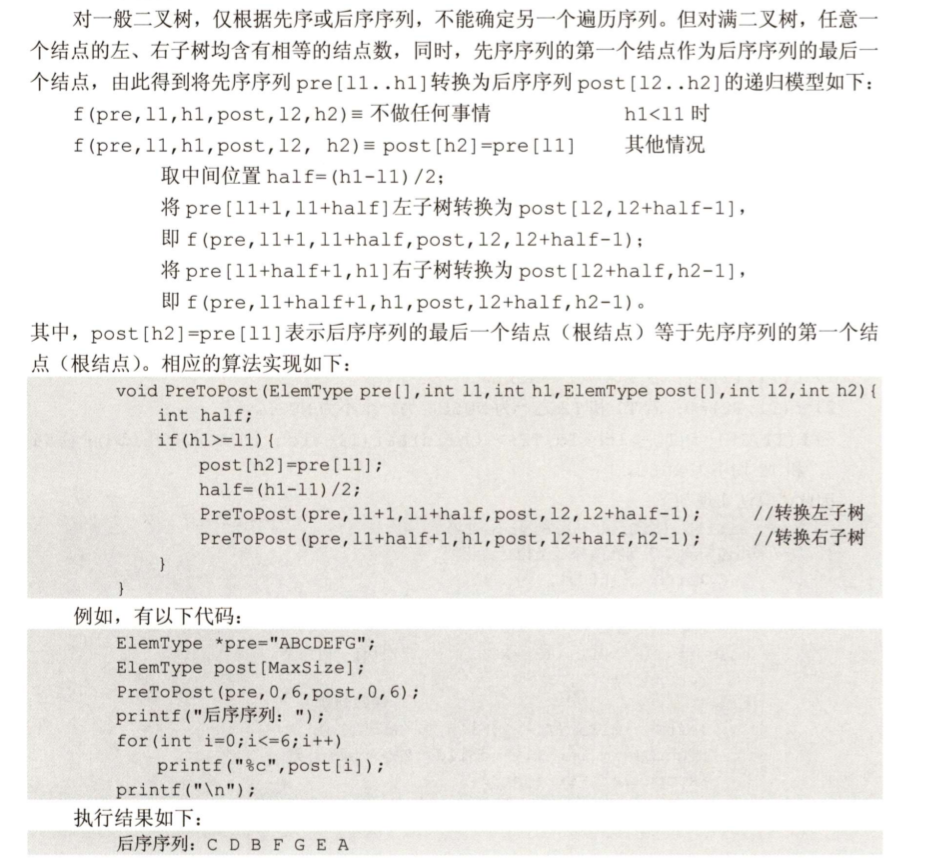 对一般二叉树，仅根据先序或后序序列，不能确定另一个遍历序列。但对满二叉树，任意一
个结点的左、右子树均含有相等的结点数，同时，先序序列的第一个结点作为后序序列的最后一
个结点，由此得到将先序序列 pre[l1..h1]转换为后序序列 post[l2..h2]的递归模型如下：
f(pre,l1,h1,post,l2,h2)≡ 不做任何事情 h1<l1 时
f(pre,l1,h1,post,l2, h2)≡ post[h2]=pre[l1] 其他情况
取中间位置 half=(h1-l1)/2;
将 pre[l1+1,l1+half]左子树转换为 post[l2,l2+half-1]，
即 f(pre,l1+1,l1+half,post,l2,l2+half-1);
将 pre[l1+half+1,h1]右子树转换为 post[l2+half,h2-1]，
即 f(pre,l1+half+1,h1,post,l2+half,h2-1)。
其中，post[h2]=pre[l1]表示后序序列的最后一个结点（根结点）等于先序序列的第一个结
点（根结点）。相应的算法实现如下：
void PreToPost(ElemType pre[],int l1,int h1,ElemType post[],int l2,int h2){
int half;
if(h1>=l1){
post[h2]=pre[l1];
half=(h1-l1)/2;
PreToPost(pre,l1+1,l1+half,post,l2,l2+half-1); //转换左子树
PreToPost(pre,l1+half+1,h1,post,l2+half,h2-1); //转换右子树
}
}
例如，有以下代码：
ElemType *pre="ABCDEFG";
ElemType post[MaxSize];
PreToPost(pre,0,6,post,0,6);
printf("后序序列：");
for(int i=0;i<=6;i++)
printf("%c",post[i]);
printf("\n");
执行结果如下：
后序序列：C D B F G E A